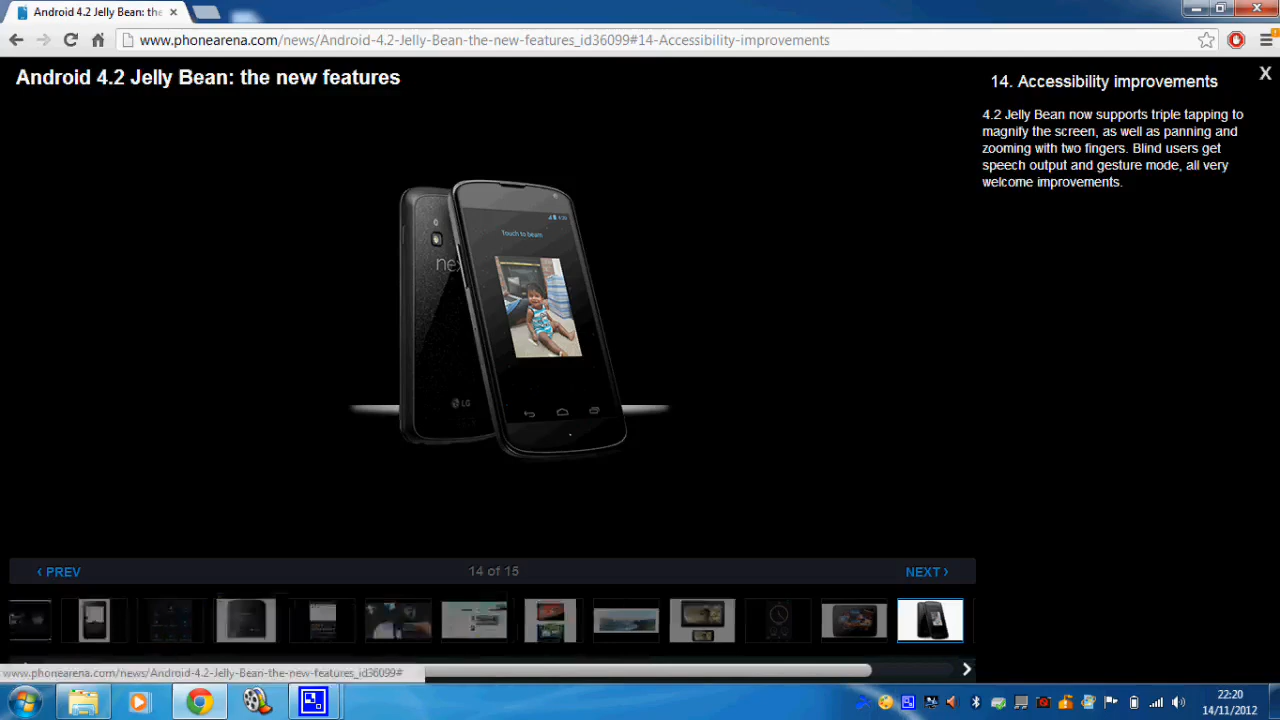 Android 4.2 Jelly Bean: the
www.phonearena.com/news/Android-4.2-Jelly-Bean-the-new-features_id36099#14-Accessibility-improvements
Android 4.2 Jelly Bean: the new features
14. Accessibility improvements
X
4.2 Jelly Bean now supports triple tapping to
magnify the screen, as well as panning and
zooming with two fingers. Blind users get
speech output and gesture mode, all very
welcome improvements.
Touch to beam
LG
‹ PREV
14 of 15
NEXT ›
www.phonearena.com/news/Android-4.2-Jelly-Bean-the-new-features_id36099#
22:20
14/11/2012